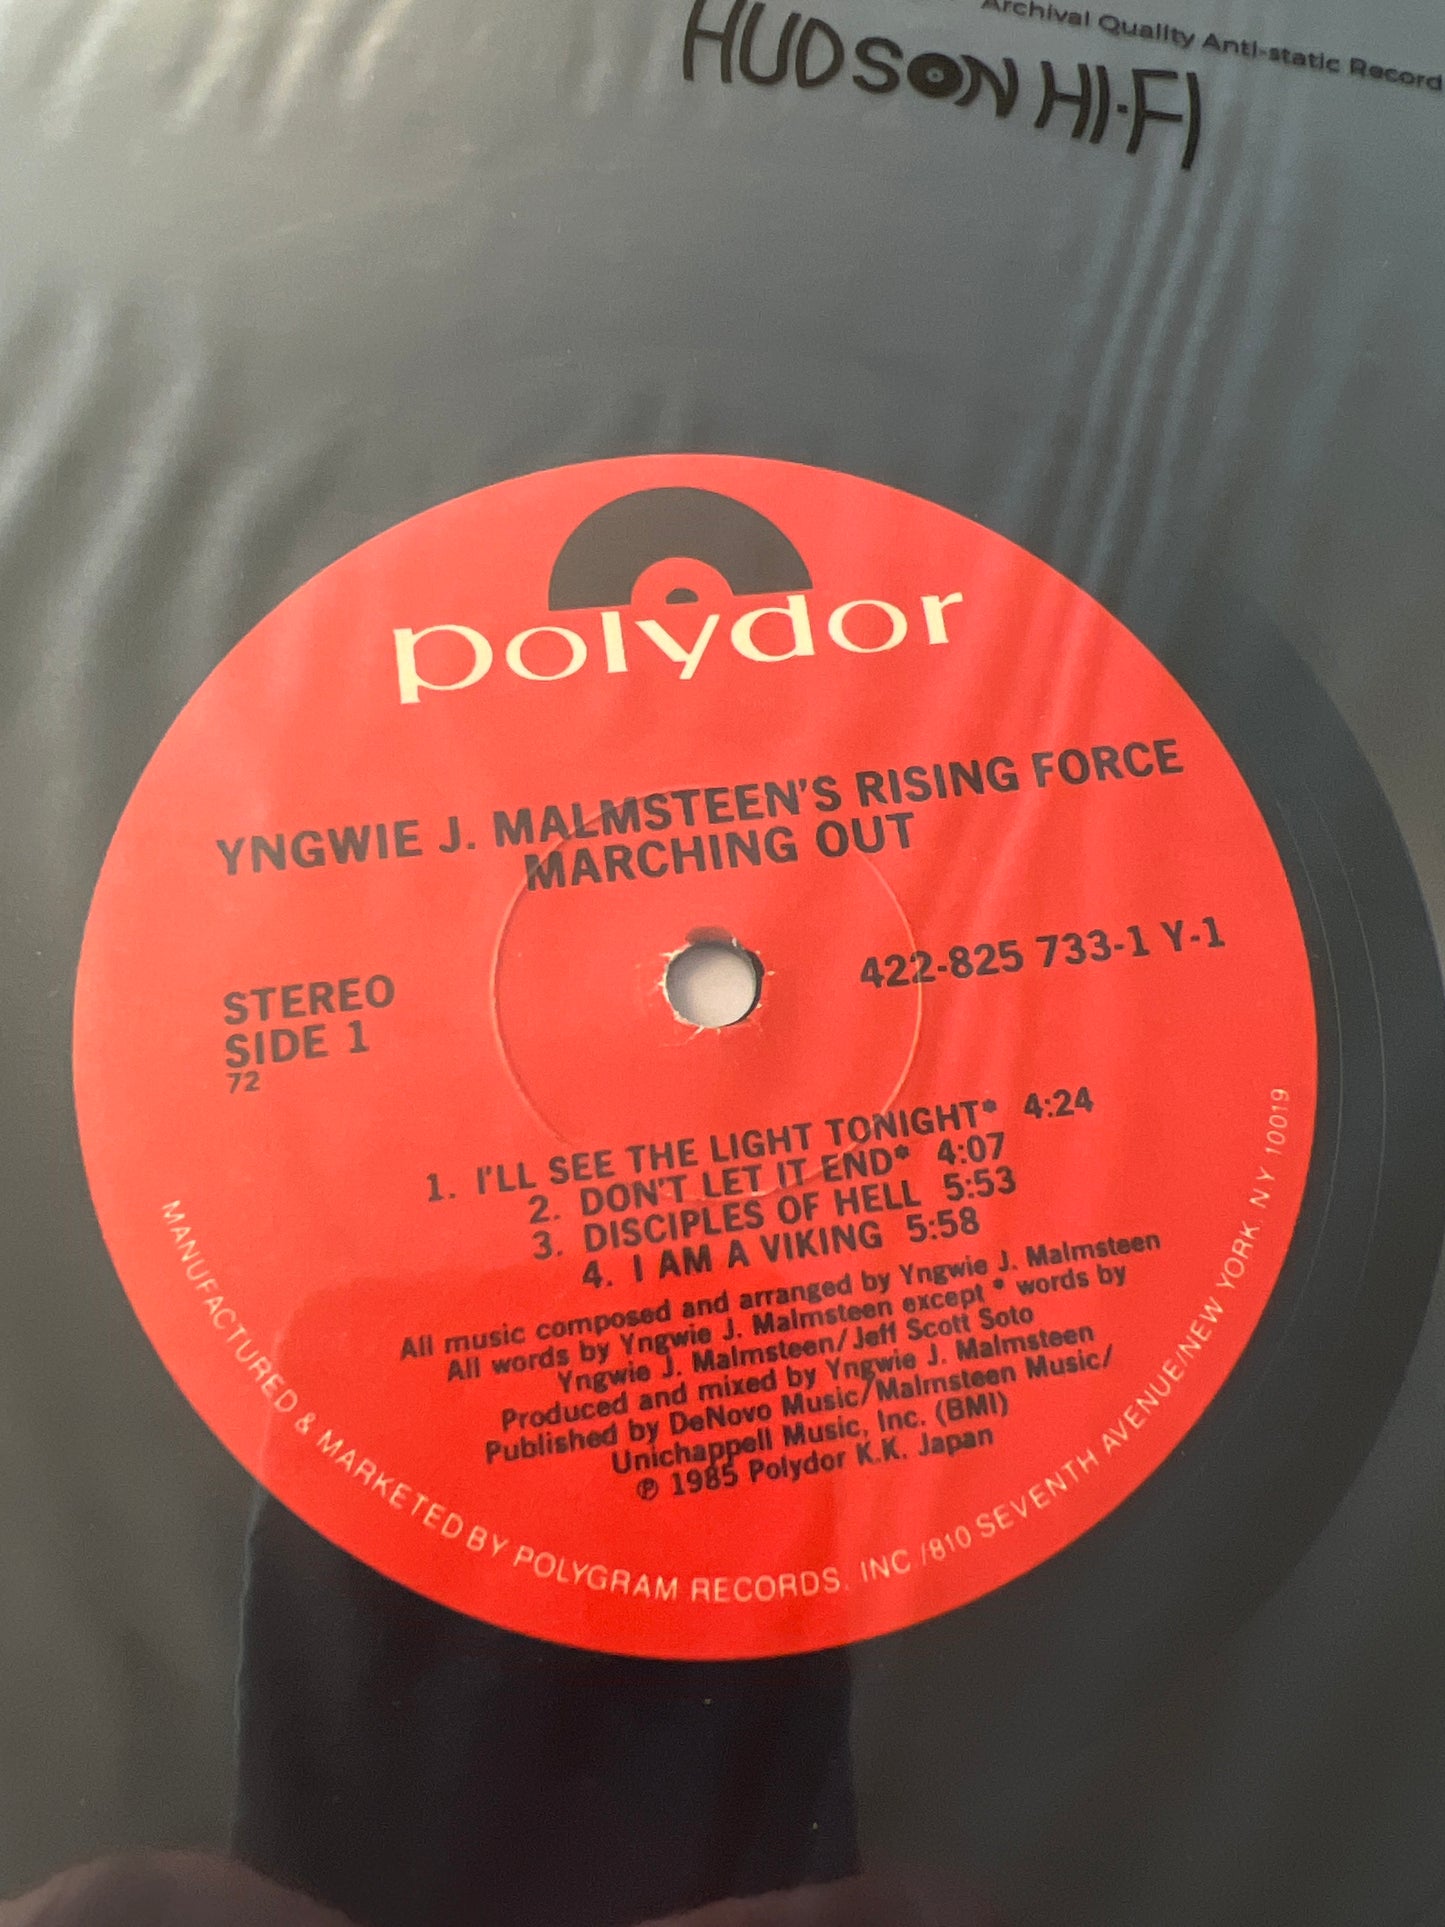 Archival Quality Anti-static Record
HUDSON HI-FI
polydor
YNGWIE J. MALMSTEEN'S RISING FORCE
MARCHING OUT
STEREO
SIDE 1
72
422-825 733-1 Y-1
1. I'LL SEE THE LIGHT TONIGHT* 4:24
2. DON'T LET IT END* 4:07
3. DISCIPLES OF HELL 5:53
4. I AM A VIKING 5:58
All music composed and arranged by Yngwie J. Malmsteen
All words by Yngwie J. Malmsteen except * words by
Yngwie J. Malmsteen/Jeff Scott Soto
Produced and mixed by Yngwie J. Malmsteen
Published by DeNovo Music/Malmsteen Music/
Unichappell Music, Inc. (BMI)
℗ 1985 Polydor K.K. Japan
MANUFACTURED & MARKETED BY POLYGRAM RECORDS, INC./810 SEVENTH AVENUE/NEW YORK, NY 10019